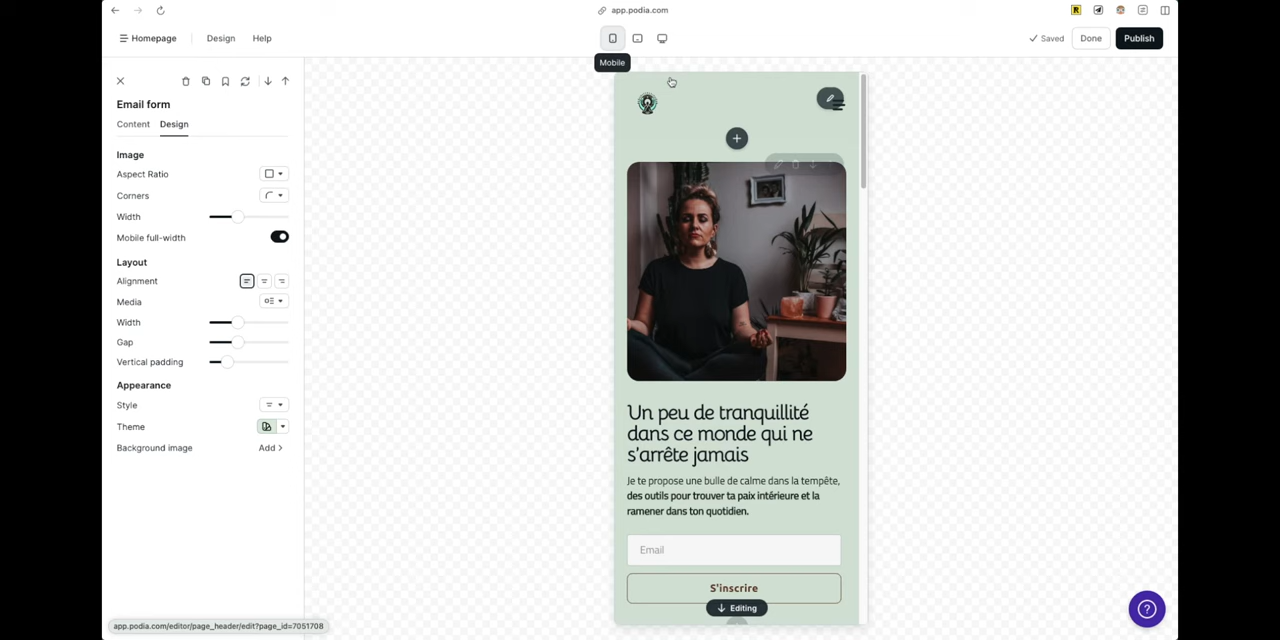 app.podia.com
Homepage
Design
Help
Saved
Done
Publish
Mobile
Email form
Content
Design
Image
Aspect Ratio
Corners
Width
Mobile full-width
Layout
Alignment
Media
Width
Gap
Vertical padding
Appearance
Style
Theme
Background image
Add
Un peu de tranquillité
dans ce monde qui ne
s'arrête jamais
Je te propose une bulle de calme dans la tempête,
des outils pour trouver ta paix intérieure et la
ramener dans ton quotidien.
Email
S'inscrire
Editing
app.podia.com/editor/page_header/edit?page_id=7051708